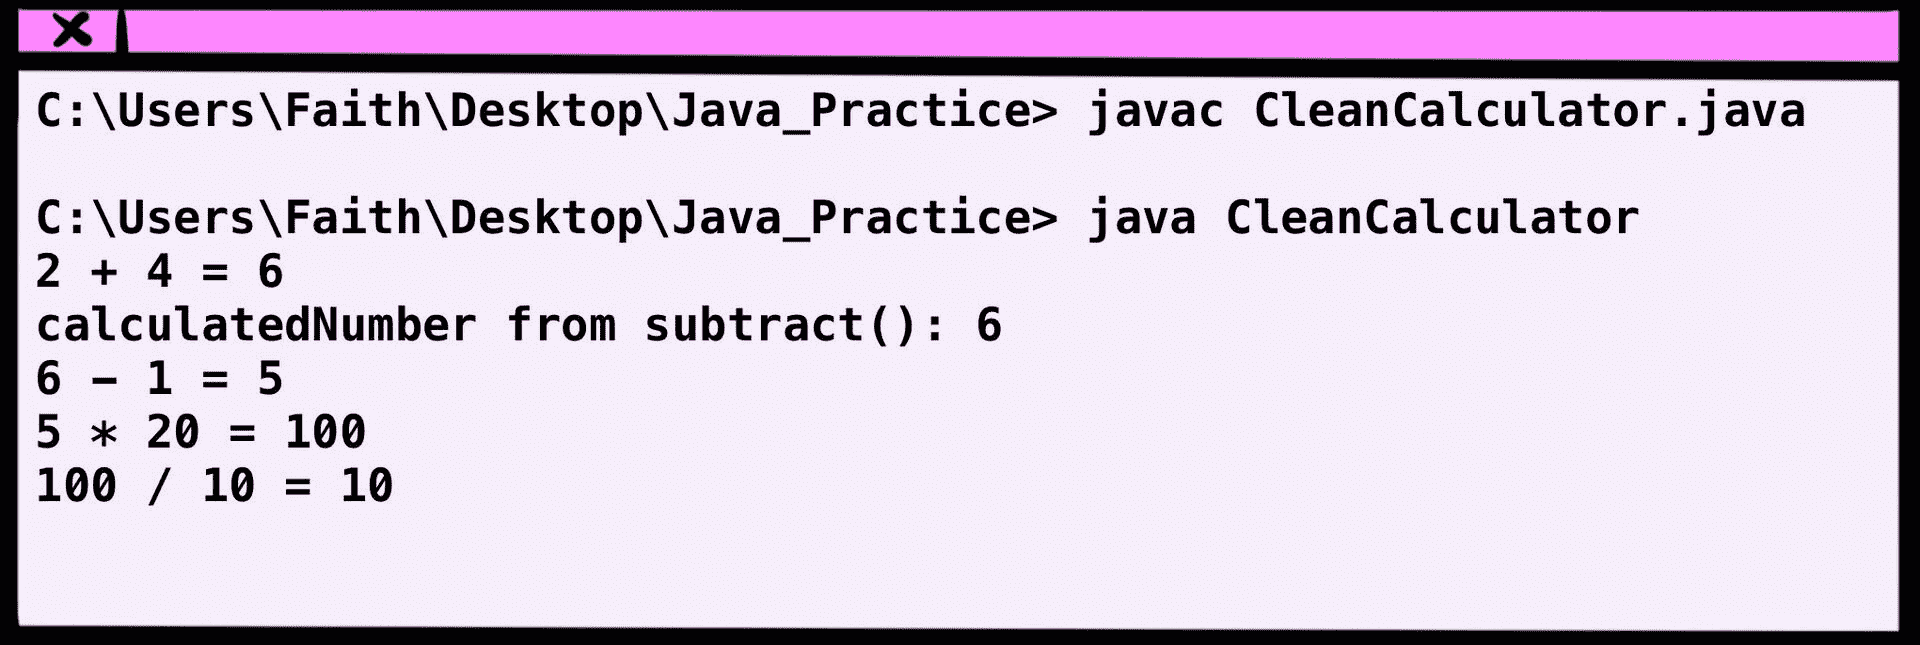 C:\Users\Faith\Desktop\Java_Practice> javac CleanCalculator.java
C:\Users\Faith\Desktop\Java_Practice> java CleanCalculator
2 + 4 = 6
calculatedNumber from subtract(): 6
6 − 1 = 5
5 * 20 = 100
100 / 10 = 10